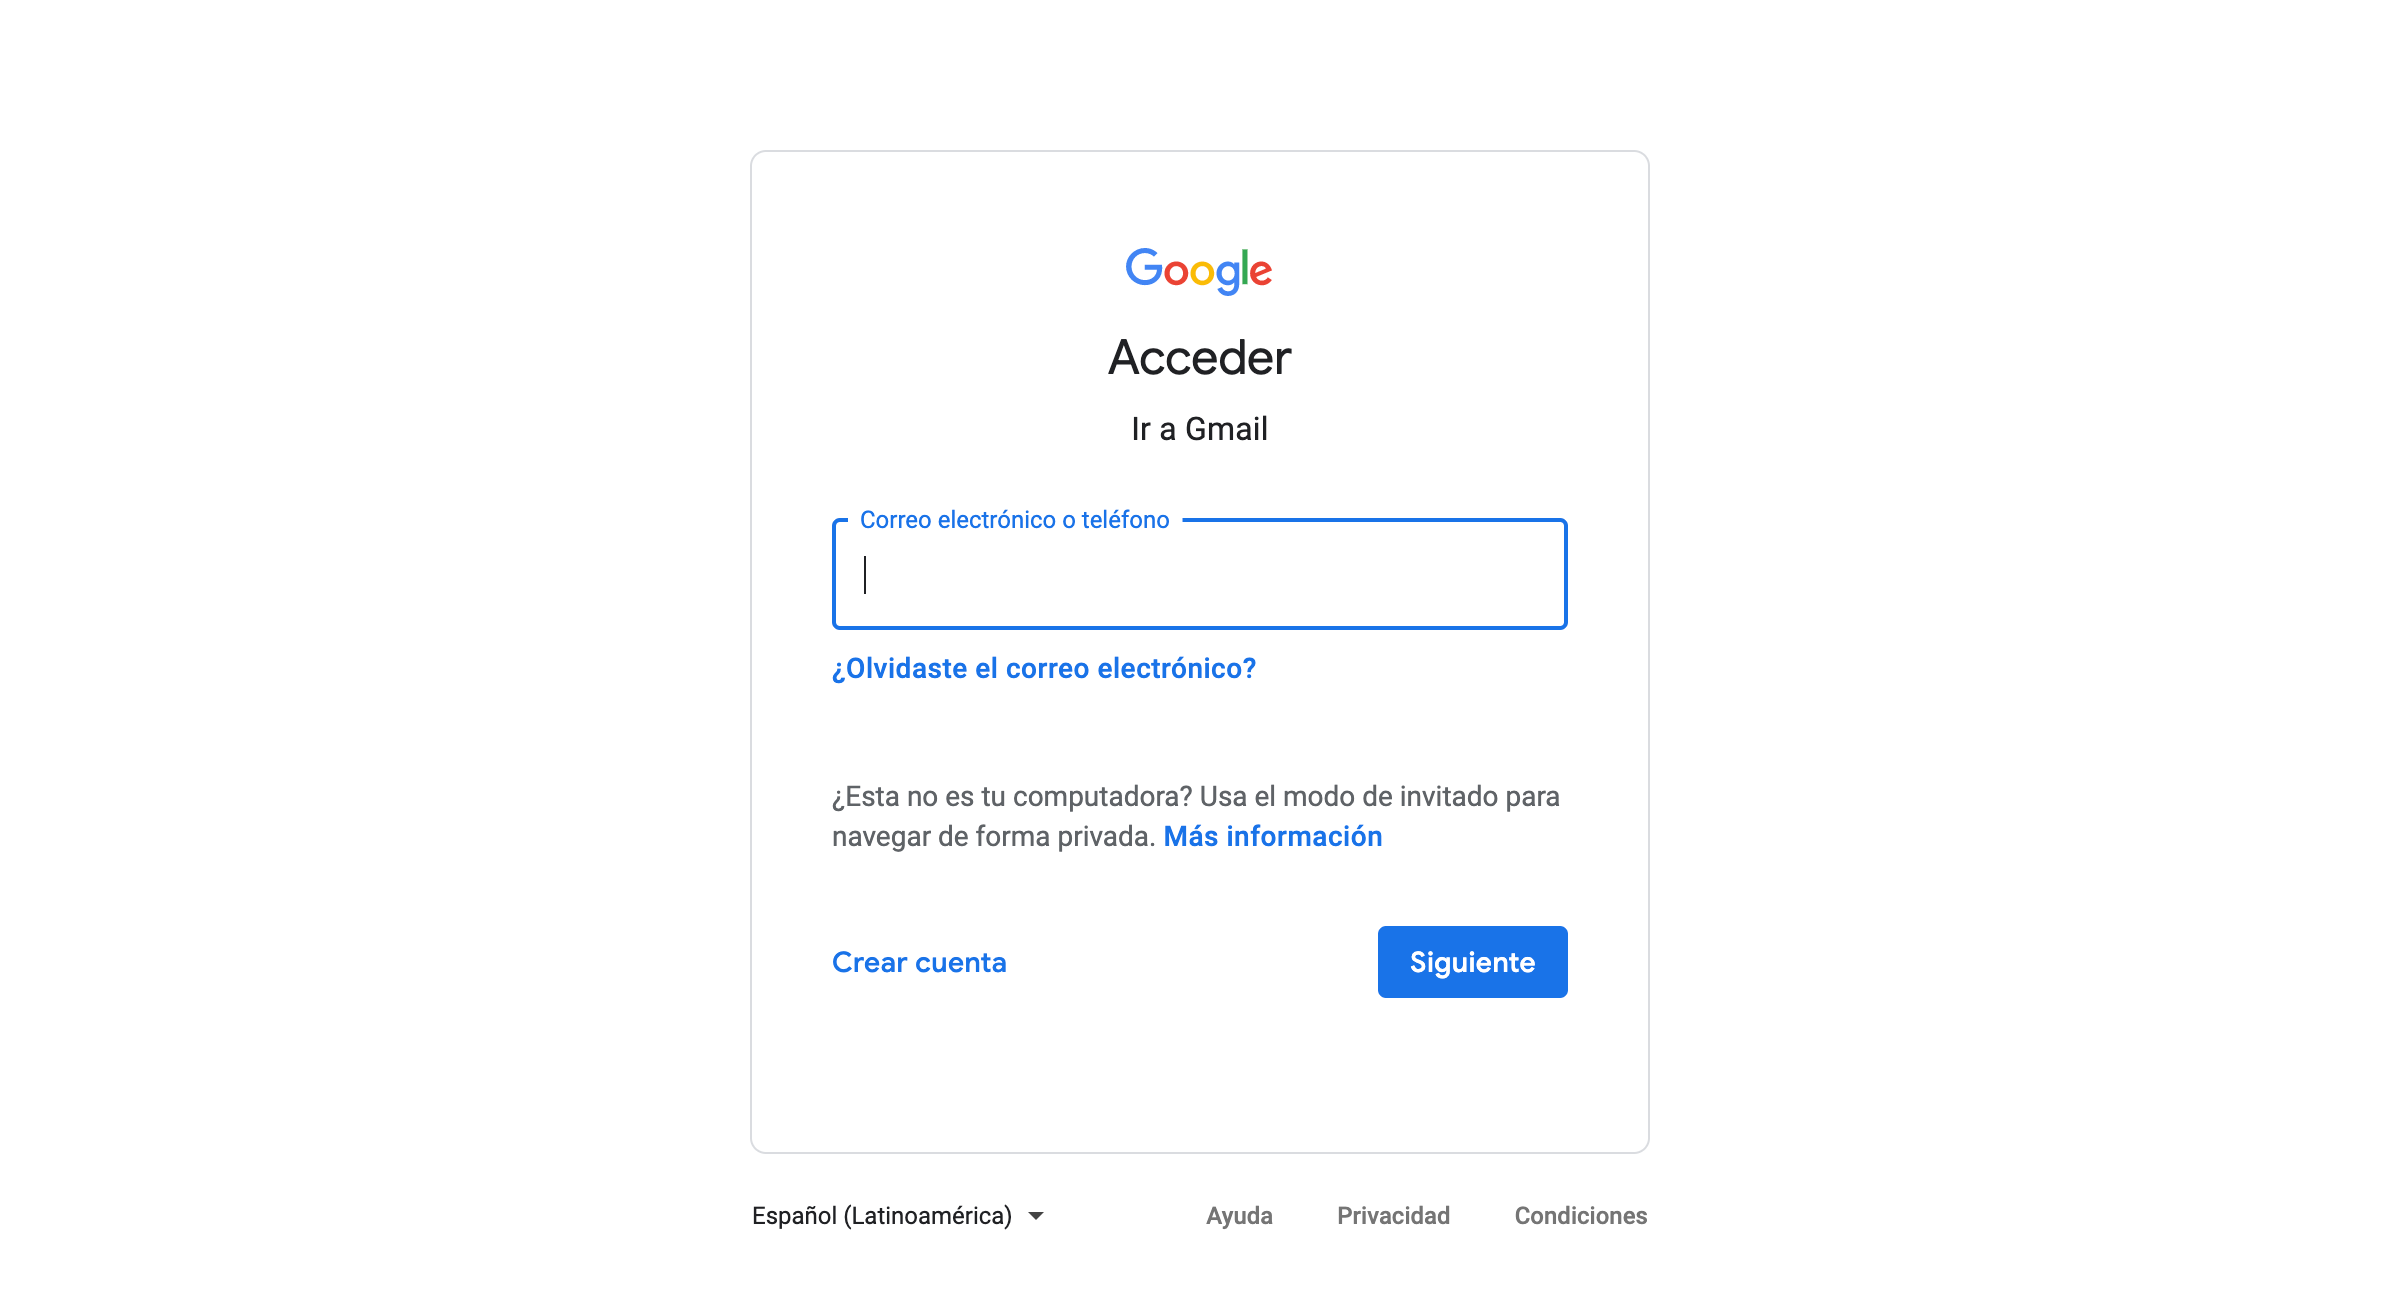 Google
Acceder
Ir a Gmail
Correo electrónico o teléfono
¿Olvidaste el correo electrónico?
¿Esta no es tu computadora? Usa el modo de invitado para
navegar de forma privada. Más información
Crear cuenta
Siguiente
Español (Latinoamérica)
Ayuda
Privacidad
Condiciones